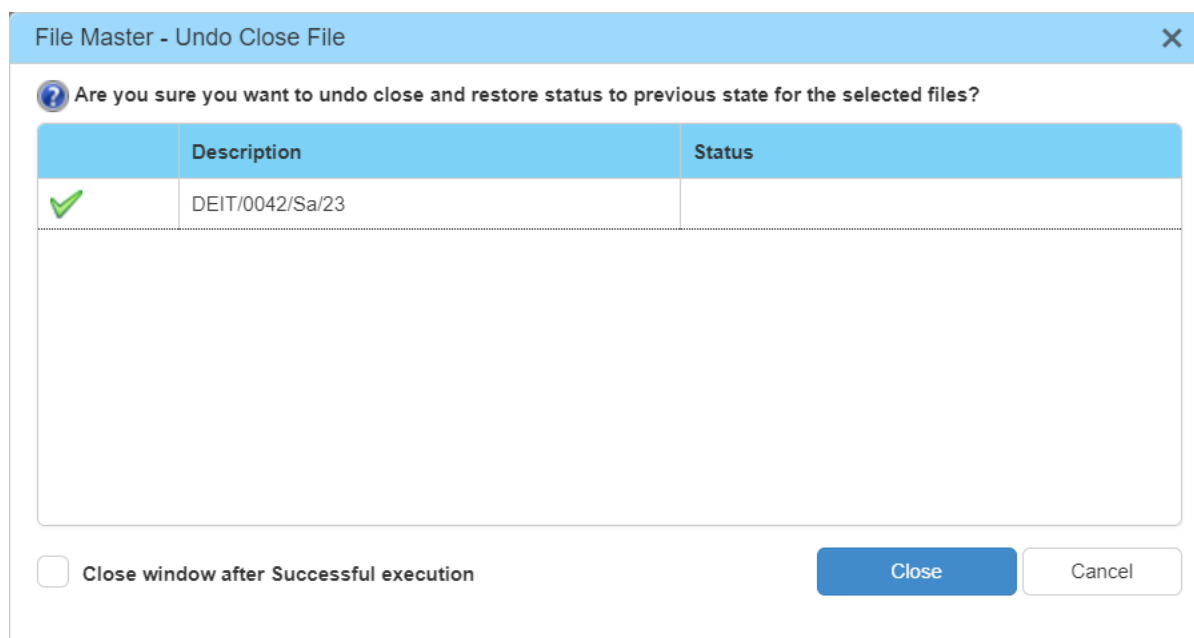 File Master - Undo Close File
Are you sure you want to undo close and restore status to previous state for the selected files?
Description Status
DEIT/0042/Sa/23
Close window after Successful execution
Close Cancel